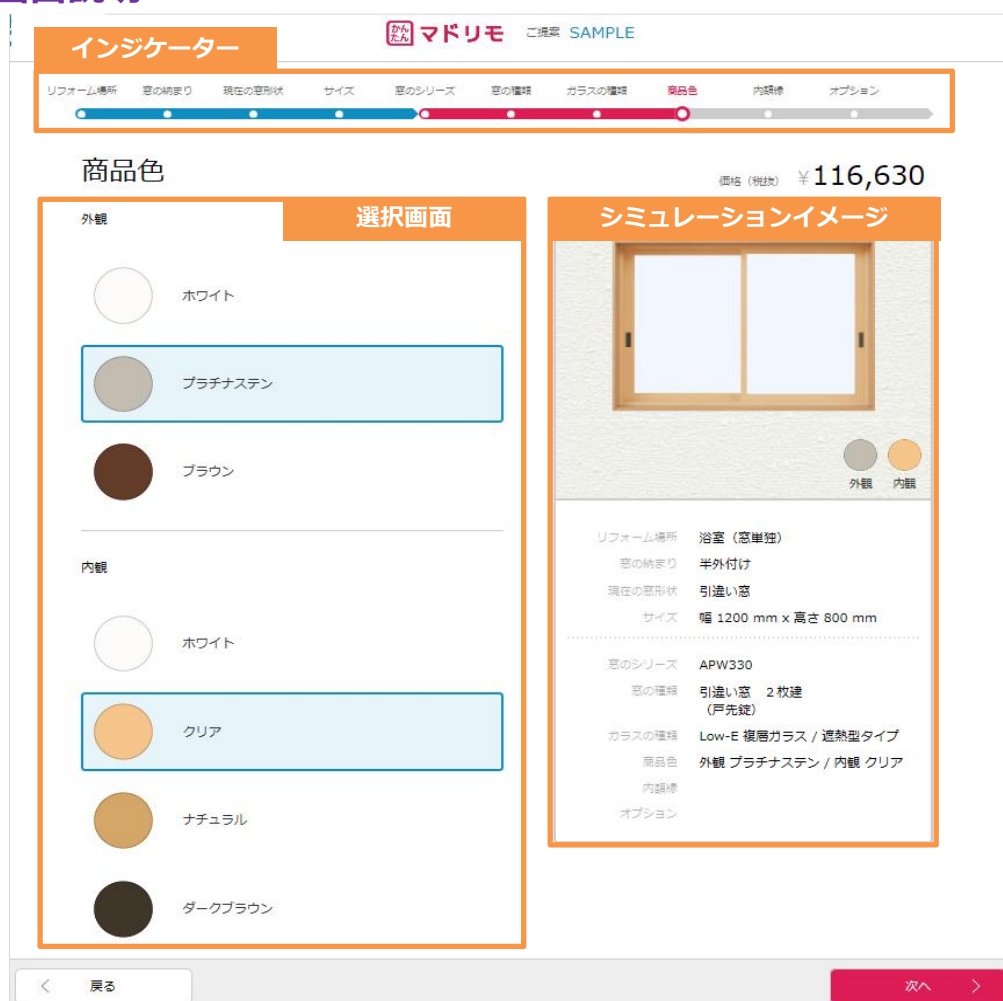 画面説明
かんたん マドリモ ご提案 SAMPLE
インジケーター
リフォーム場所 窓の納まり 現在の窓形状 サイズ 窓のシリーズ 窓の種類 ガラスの種類 商品色 内額縁 オプション
商品色
価格（税抜） ￥116,630
選択画面
シミュレーションイメージ
外観
ホワイト
プラチナステン
ブラウン
内観
ホワイト
クリア
ナチュラル
ダークブラウン
外観 内観
リフォーム場所 浴室（窓単独）
窓の納まり 半外付け
現在の窓形状 引違い窓
サイズ 幅 1200 mm x 高さ 800 mm
窓のシリーズ APW330
窓の種類 引違い窓　２枚建
（戸先錠）
ガラスの種類 Low-E 複層ガラス / 遮熱型タイプ
商品色 外観 プラチナステン / 内観 クリア
内額縁
オプション
戻る
次へ